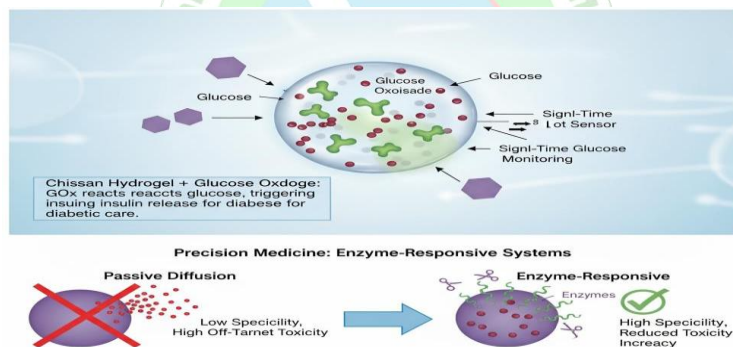 Glucose
Glucose
Oxoisade
Glucose
Signl-Time
Lot Sensor
Signl-Time Glucose
Monitoring
Chissan Hydrogel + Glucose Oxdoge:
GOx reacts reaccts glucose, triggering
insuing insulin release for diabese for
diabetic care.
Precision Medicine: Enzyme-Responsive Systems
Passive Diffusion
Low Specicility,
High Off-Tarnet Toxicity
Enzyme-Responsive
Enzymes
High Specicility,
Reduced Toxicity
Increacy